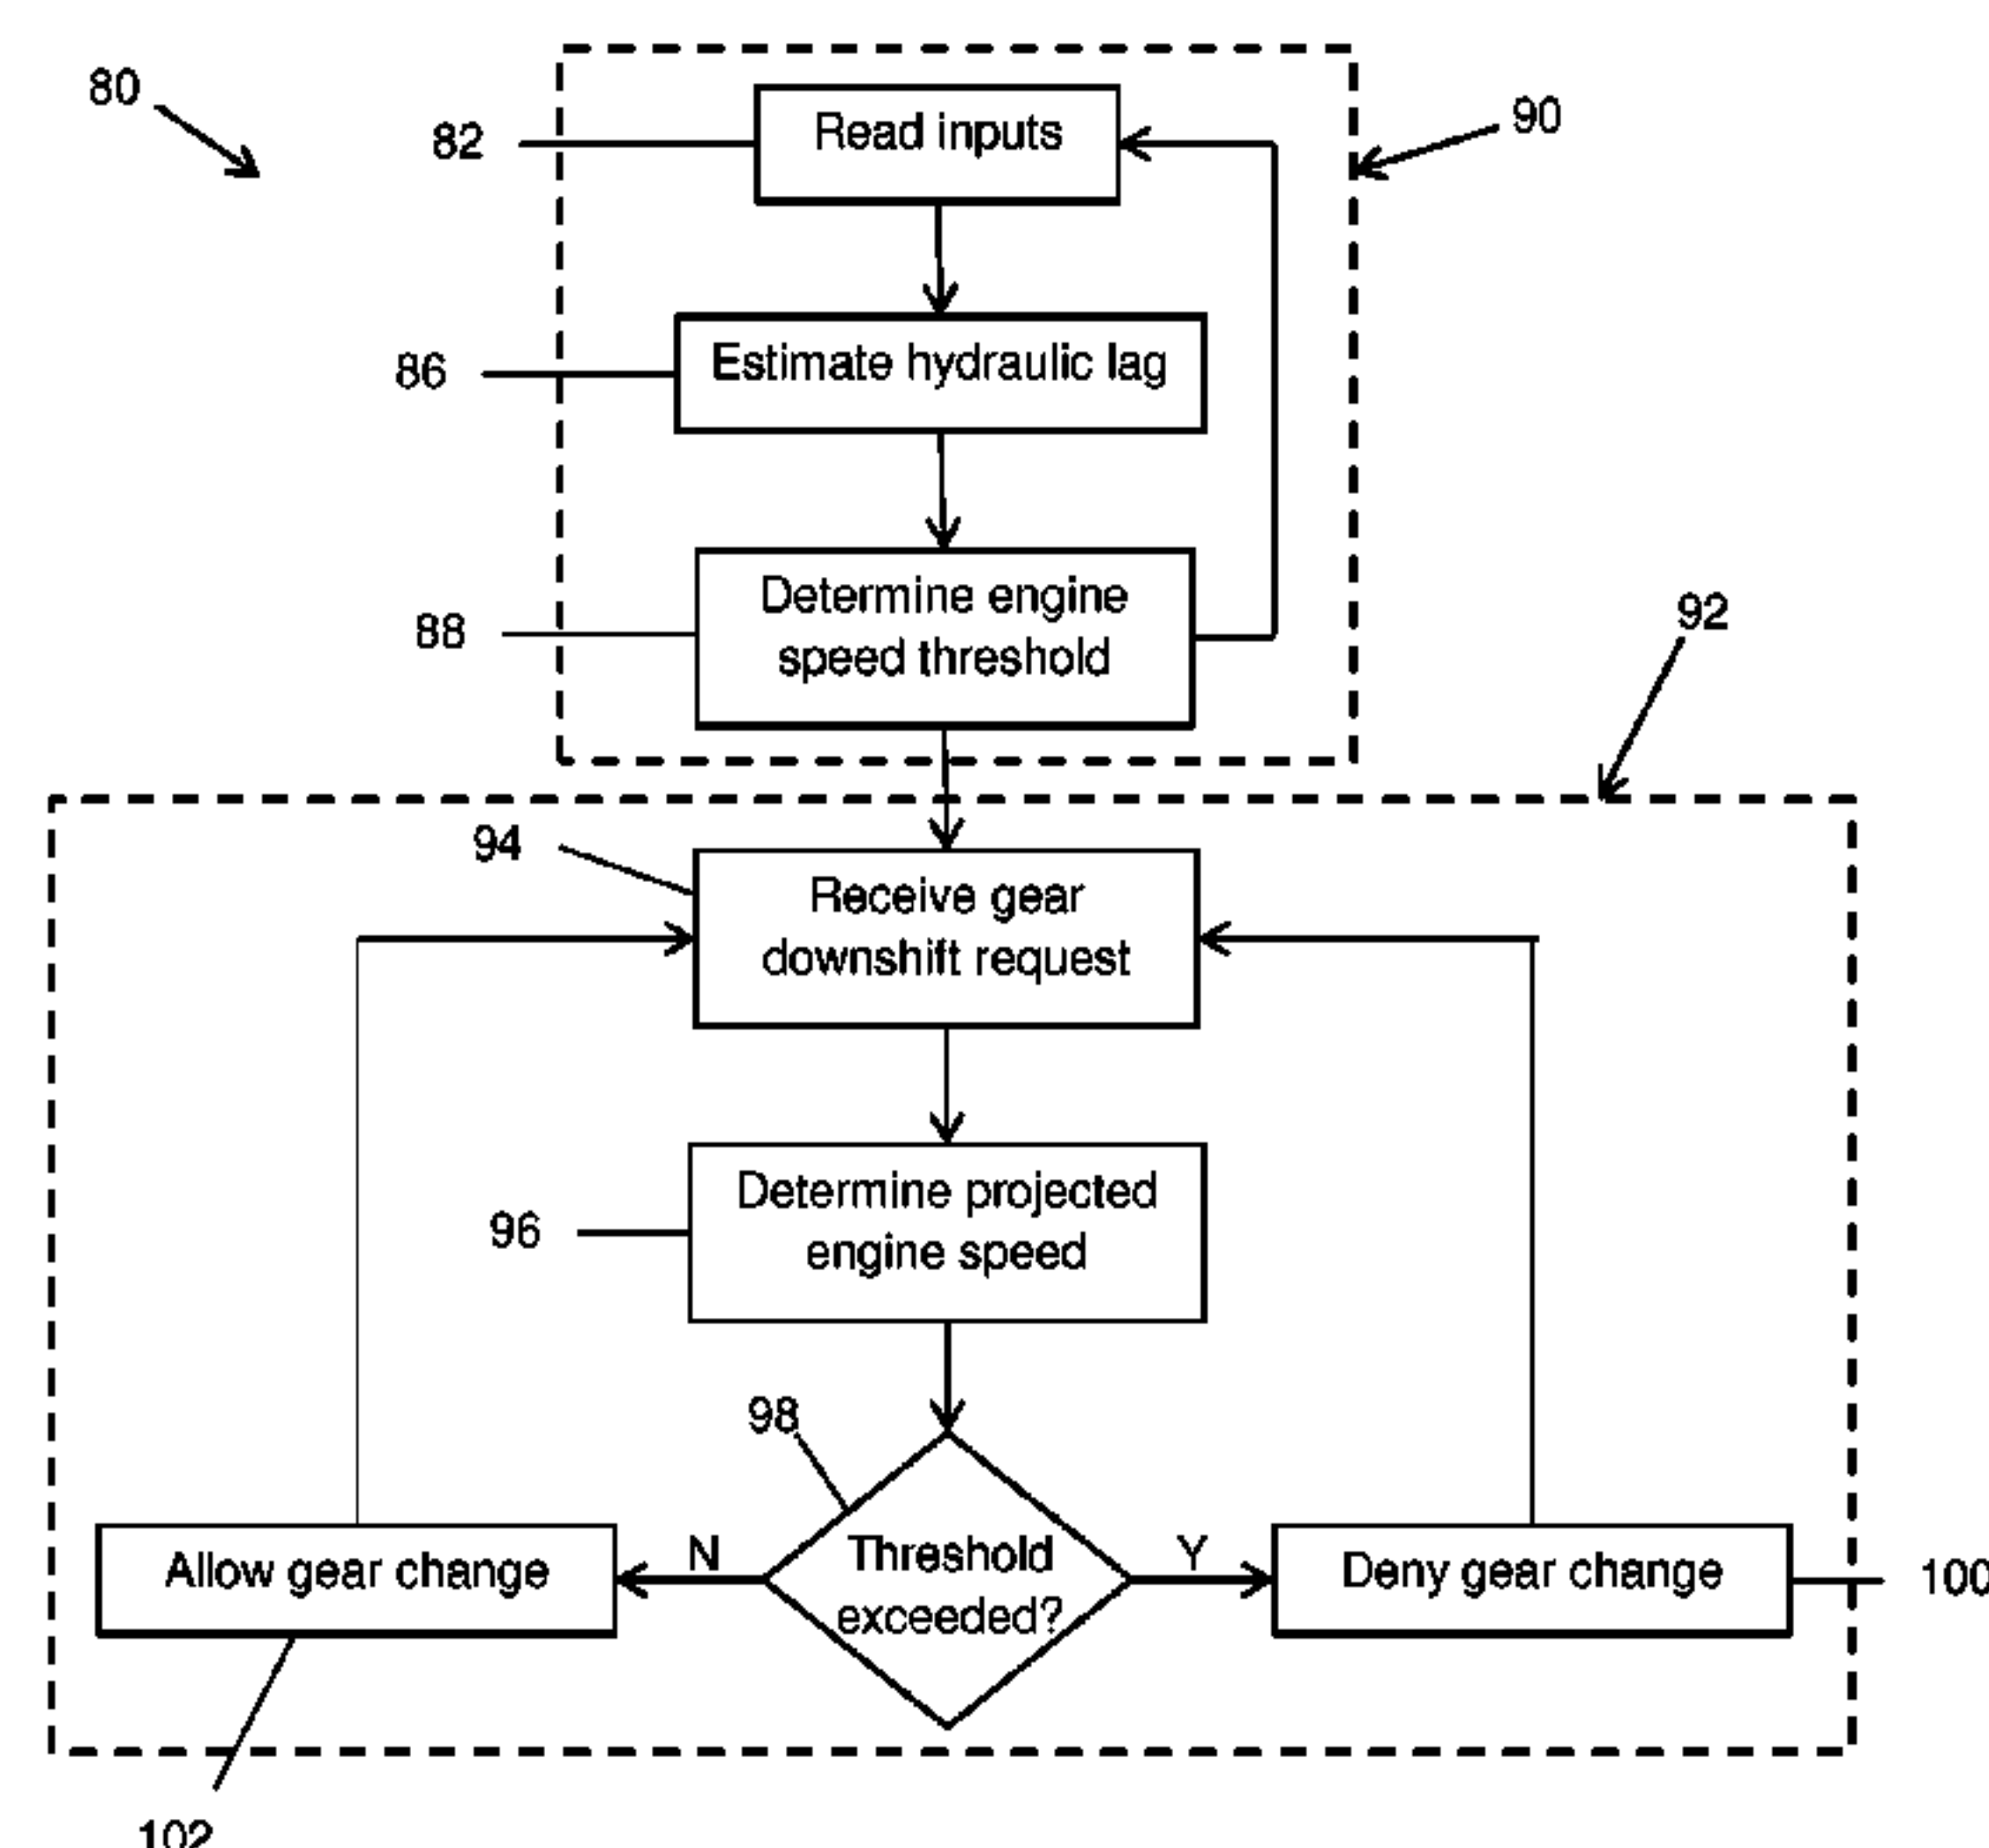 80
90
82
Read inputs
86
Estimate hydraulic lag
88
Determine engine
speed threshold
92
94
Receive gear
downshift request
96
Determine projected
engine speed
98
Allow gear change
N
Threshold
exceeded?
Y
Deny gear change
100
102